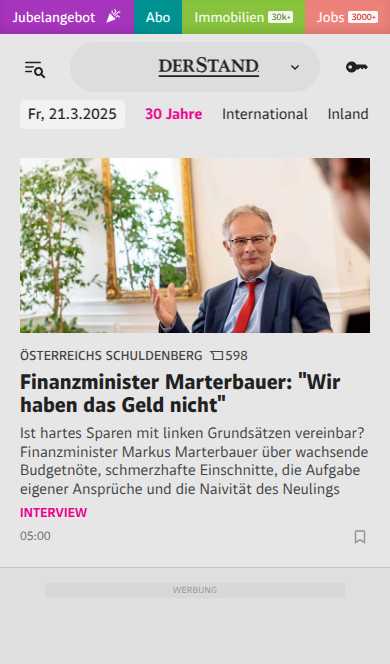 Jubelangebot Abo Immobilien 30k+ Jobs 3000+
DERSTANDARD
Fr, 21.3.2025 30 Jahre International Inland
ÖSTERREICHS SCHULDENBERG 598
Finanzminister Marterbauer: "Wir
haben das Geld nicht"
Ist hartes Sparen mit linken Grundsätzen vereinbar?
Finanzminister Markus Marterbauer über wachsende
Budgetnöte, schmerzhafte Einschnitte, die Aufgabe
eigener Ansprüche und die Naivität des Neulings
INTERVIEW
05:00
WERBUNG